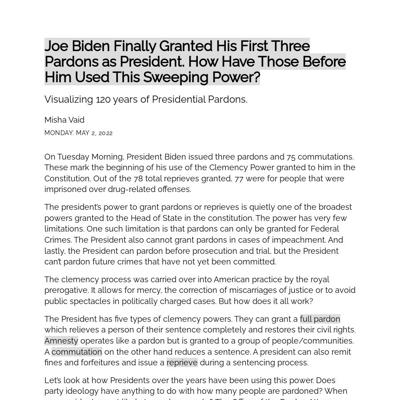 Joe Biden Finally Granted His First Three
Pardons as President. How Have Those Before
Him Used This Sweeping Power?
Visualizing 120 years of Presidential Pardons.
Misha Vaid
MONDAY. MAY 2, 2022
On Tuesday Morning, President Biden issued three pardons and 75 commutations.
These mark the beginning of his use of the Clemency Power granted to him in the
Constitution. Out of the 78 total reprieves granted, 77 were for people that were
imprisoned over drug-related offenses.
The president's power to grant pardons or reprieves is quietly one of the broadest
powers granted to the Head of State in the constitution. The power has very few
limitations. One such limitation is that pardons can only be granted for Federal
Crimes. The President also cannot grant pardons in cases of impeachment. And
lastly, the President can pardon before prosecution and trial, but the President
can't pardon future crimes that have not yet been committed.
The clemency process was carried over into American practice by the royal
prerogative. It allows for mercy, the correction of miscarriages of justice or to avoid
public spectacles in politically charged cases. But how does it all work?
The President has five types of clemency powers. They can grant a full pardon
which relieves a person of their sentence completely and restores their civil rights.
Amnesty operates like a pardon but is granted to a group of people/communities.
A commutation on the other hand reduces a sentence. A president can also remit
fines and forfeitures and issue a reprieve during a sentencing process.
Let's look at how Presidents over the years have been using this power. Does
party ideology have anything to do with how many people are pardoned? When